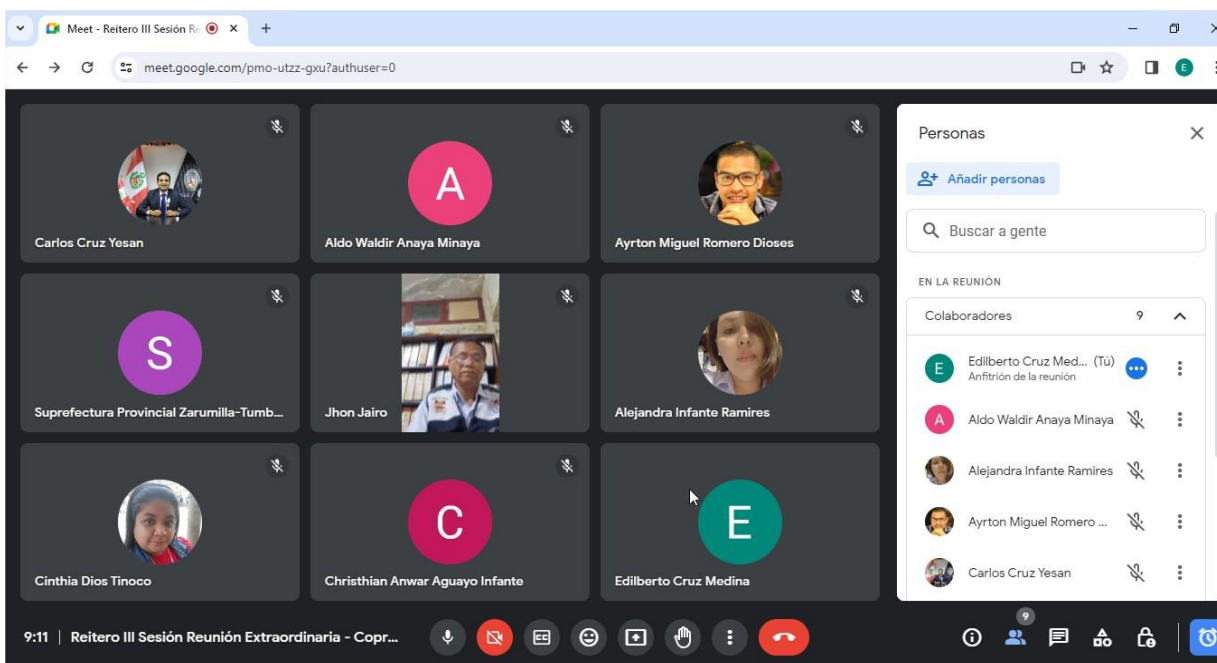 Meet - Reitero III Sesión Re
meet.google.com/pmo-utzz-gxu?authuser=0
E
Carlos Cruz Yesan
A
Aldo Waldir Anaya Minaya
Ayrton Miguel Romero Dioses
S
Suprefectura Provincial Zarumilla-Tumb...
Jhon Jairo
Alejandra Infante Ramires
Cinthia Dios Tinoco
C
Christhian Anwar Aguayo Infante
E
Edilberto Cruz Medina
Personas
Añadir personas
Buscar a gente
EN LA REUNIÓN
Colaboradores 9
E
Edilberto Cruz Med... (Tú)
Anfitrión de la reunión
A
Aldo Waldir Anaya Minaya
Alejandra Infante Ramires
Ayrton Miguel Romero ...
Carlos Cruz Yesan
9:11 | Reitero III Sesión Reunión Extraordinaria - Copr...
CC
9